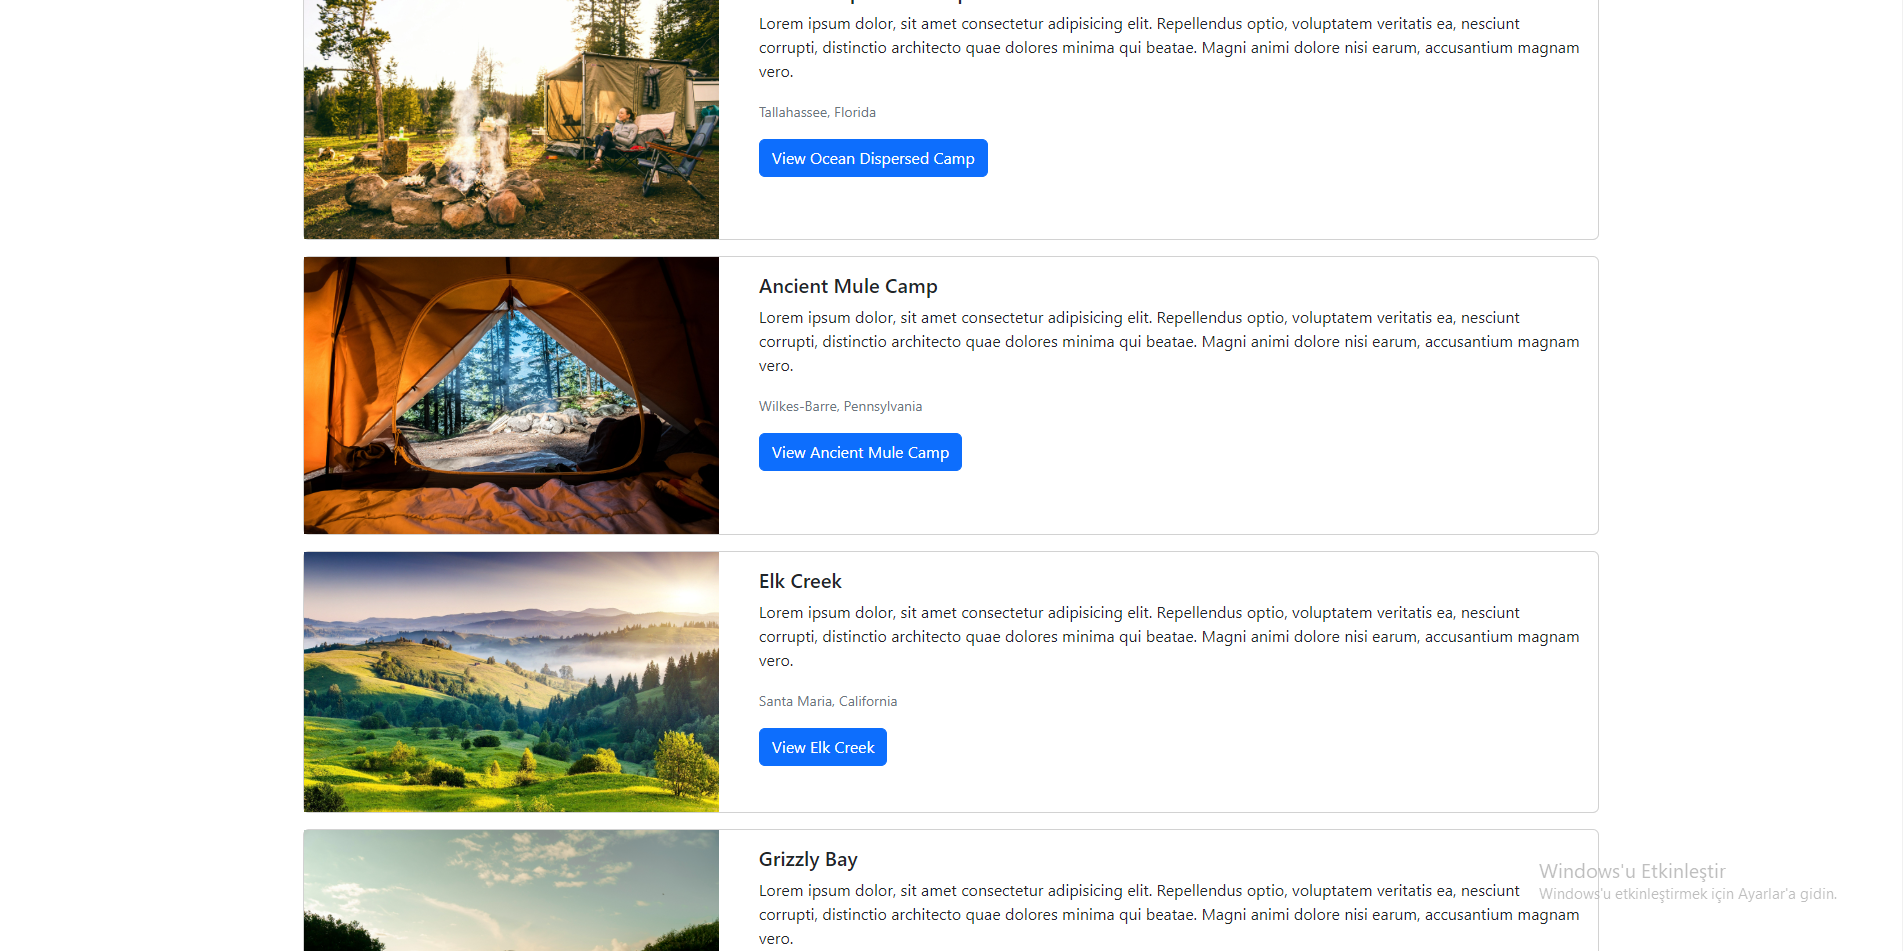 Lorem ipsum dolor, sit amet consectetur adipisicing elit. Repellendus optio, voluptatem veritatis ea, nesciunt
corrupti, distinctio architecto quae dolores minima qui beatae. Magni animi dolore nisi earum, accusantium magnam
vero.
Tallahassee, Florida
View Ocean Dispersed Camp
Ancient Mule Camp
Lorem ipsum dolor, sit amet consectetur adipisicing elit. Repellendus optio, voluptatem veritatis ea, nesciunt
corrupti, distinctio architecto quae dolores minima qui beatae. Magni animi dolore nisi earum, accusantium magnam
vero.
Wilkes-Barre, Pennsylvania
View Ancient Mule Camp
Elk Creek
Lorem ipsum dolor, sit amet consectetur adipisicing elit. Repellendus optio, voluptatem veritatis ea, nesciunt
corrupti, distinctio architecto quae dolores minima qui beatae. Magni animi dolore nisi earum, accusantium magnam
vero.
Santa Maria, California
View Elk Creek
Grizzly Bay
Lorem ipsum dolor, sit amet consectetur adipisicing elit. Repellendus optio, voluptatem veritatis ea, nesciunt
corrupti, distinctio architecto quae dolores minima qui beatae. Magni animi dolore nisi earum, accusantium magnam
vero.
Windows'u Etkinleştir
Windows'u etkinleştirmek için Ayarlar'a gidin.